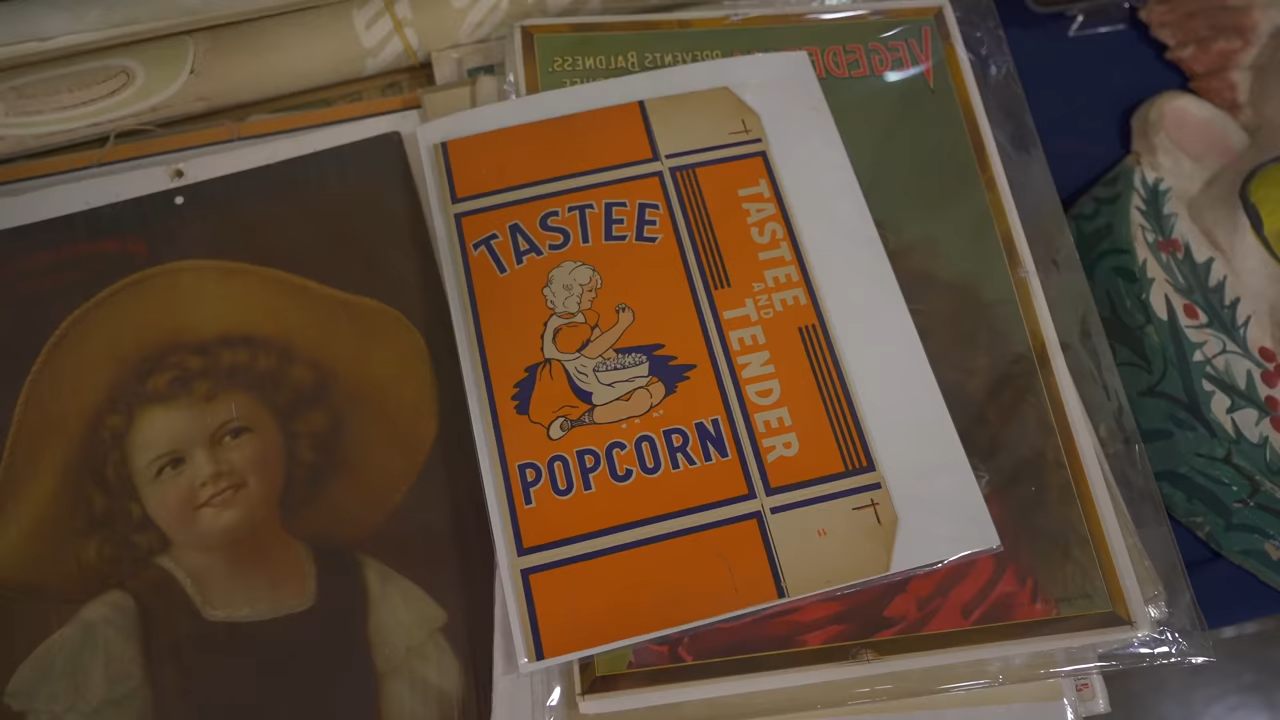 VEGEDE PREVENTS BALDNESS.
TASTEE
POPCORN
TASTEE
AND
TENDER